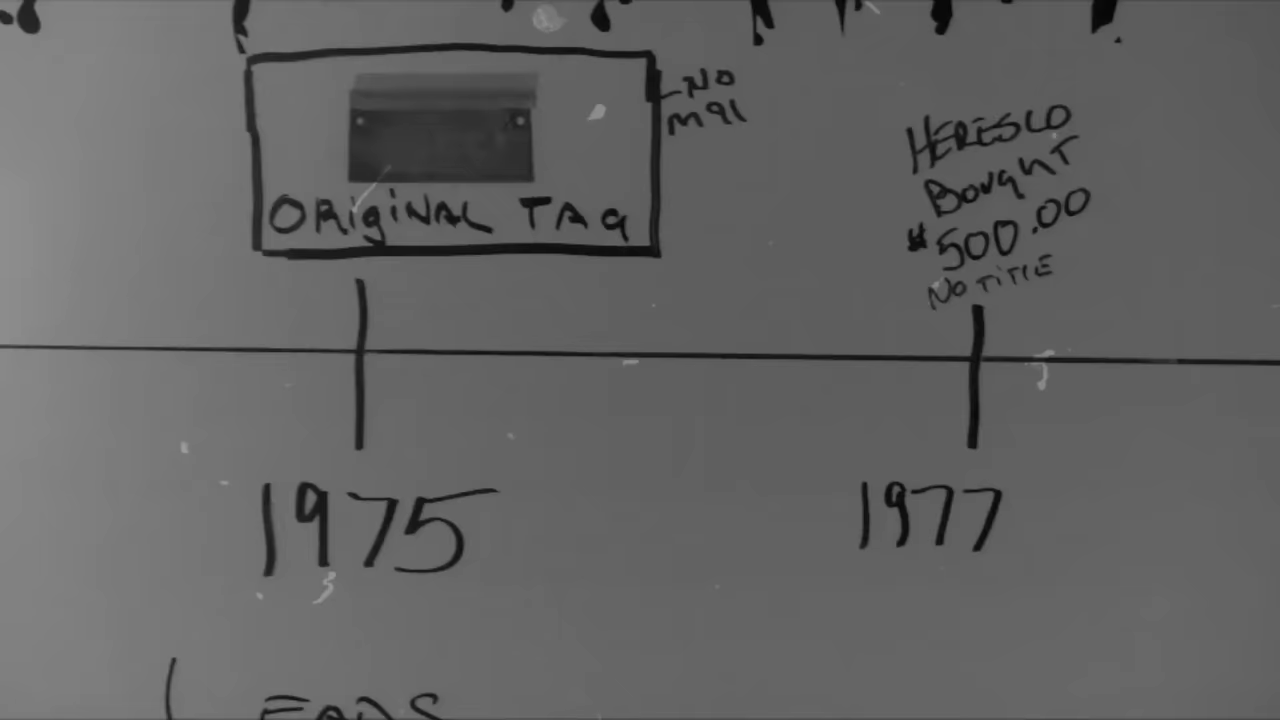 NO
M91
ORIGINAL TAG
HERESCO
BOUGHT
$500.00
NO TITLE
1975
1977